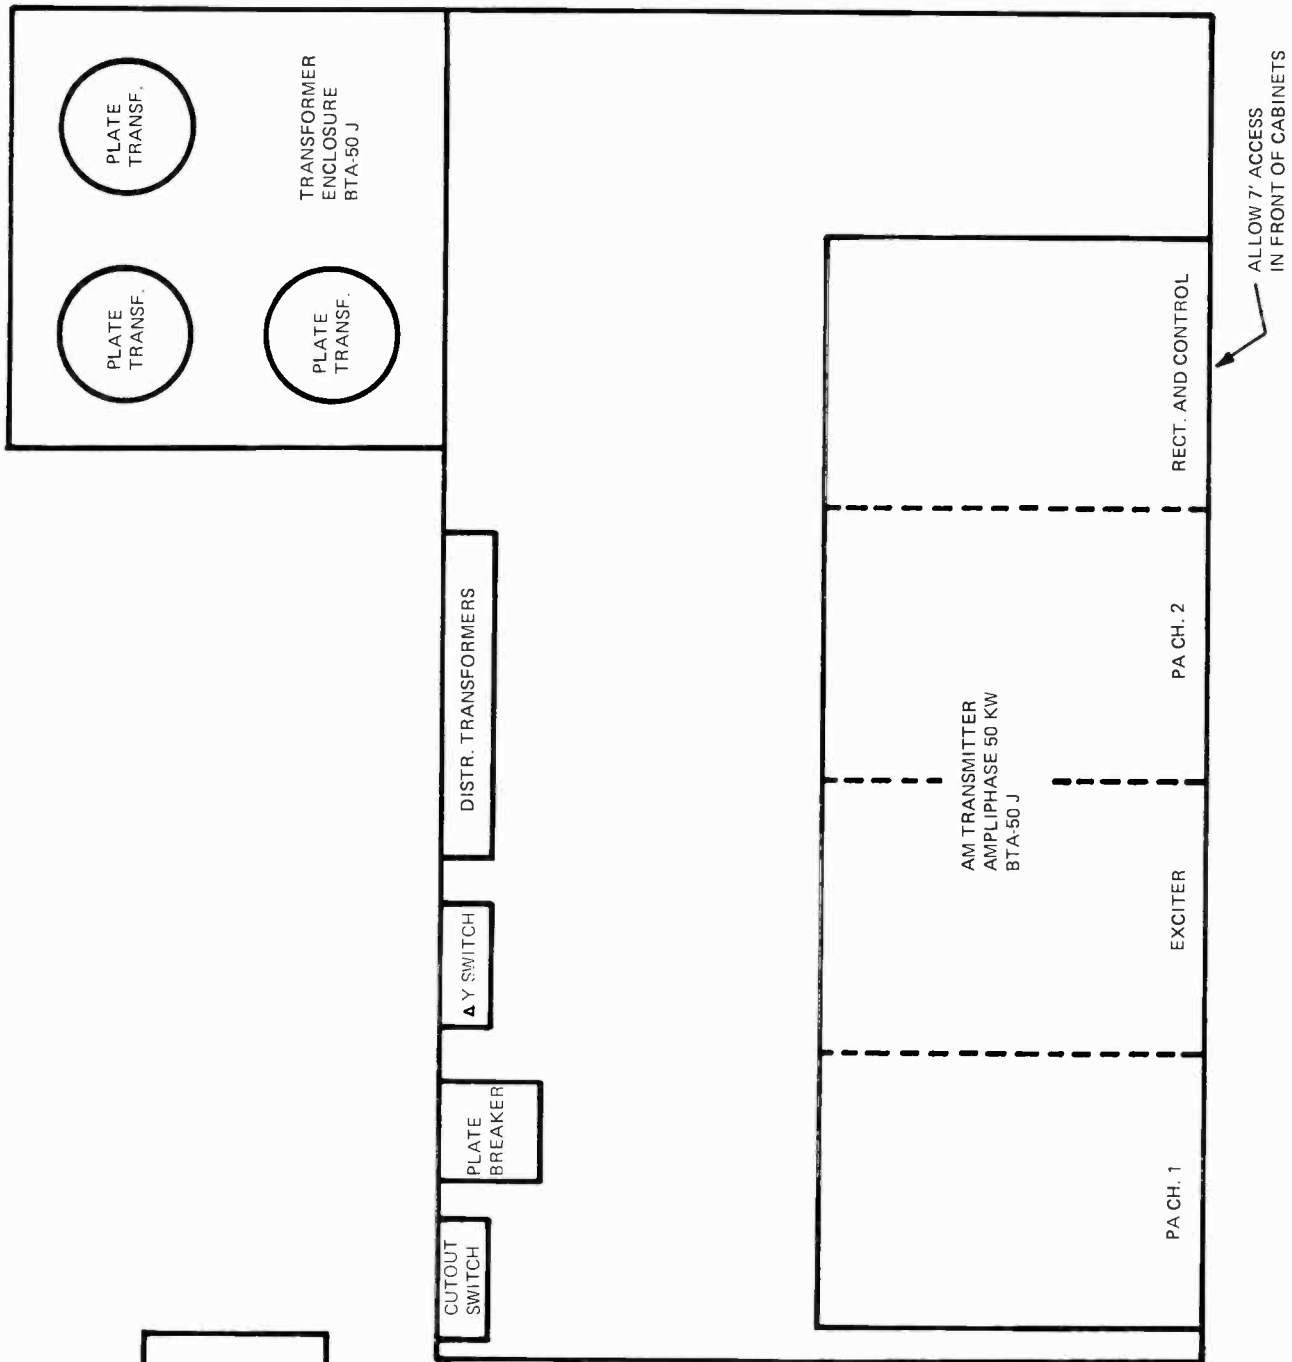 PLATE
TRANSF.
PLATE
TRANSF.
PLATE
TRANSF.
TRANSFORMER
ENCLOSURE
BTA-50 J
CUTOUT
SWITCH
PLATE
BREAKER
Δ Y SWITCH
DISTR. TRANSFORMERS
AM TRANSMITTER
AMPLIPHASE 50 KW
BTA-50 J
PA CH. 1
EXCITER
PA CH. 2
RECT. AND CONTROL
ALLOW 7' ACCESS
IN FRONT OF CABINETS